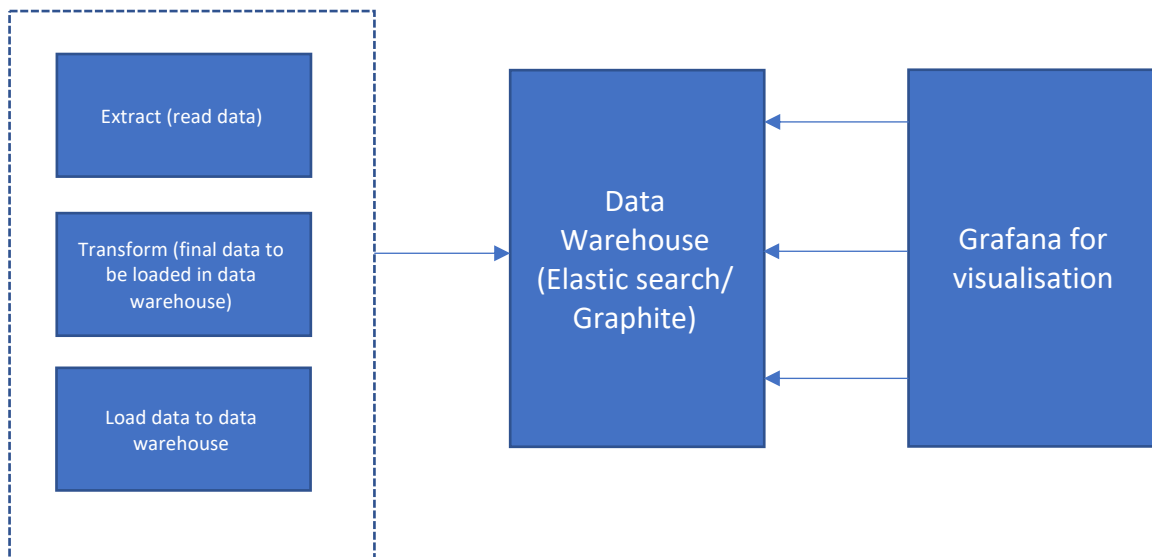 Extract (read data)
Transform (final data to
be loaded in data
warehouse)
Load data to data
warehouse
Data
Warehouse
(Elastic search/
Graphite)
Grafana for
visualisation